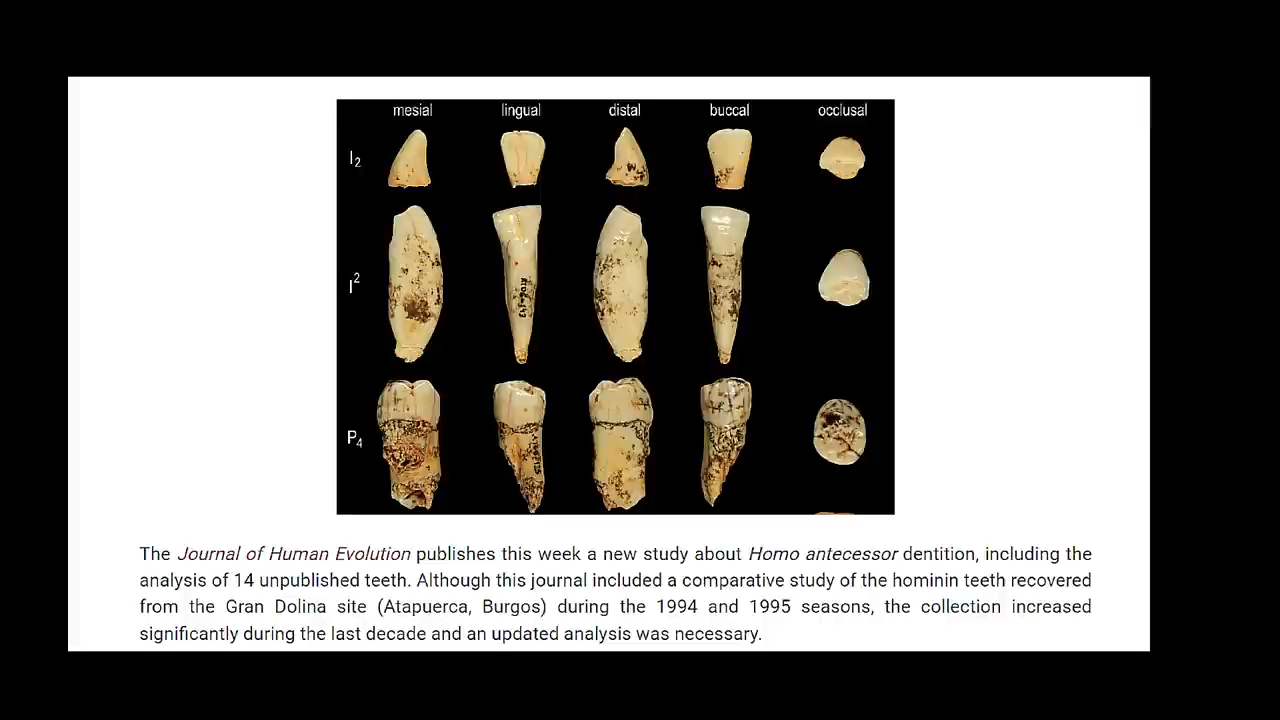 mesial lingual distal buccal occlusal
I2
I2
P4
The Journal of Human Evolution publishes this week a new study about Homo antecessor dentition, including the
analysis of 14 unpublished teeth. Although this journal included a comparative study of the hominin teeth recovered
from the Gran Dolina site (Atapuerca, Burgos) during the 1994 and 1995 seasons, the collection increased
significantly during the last decade and an updated analysis was necessary.